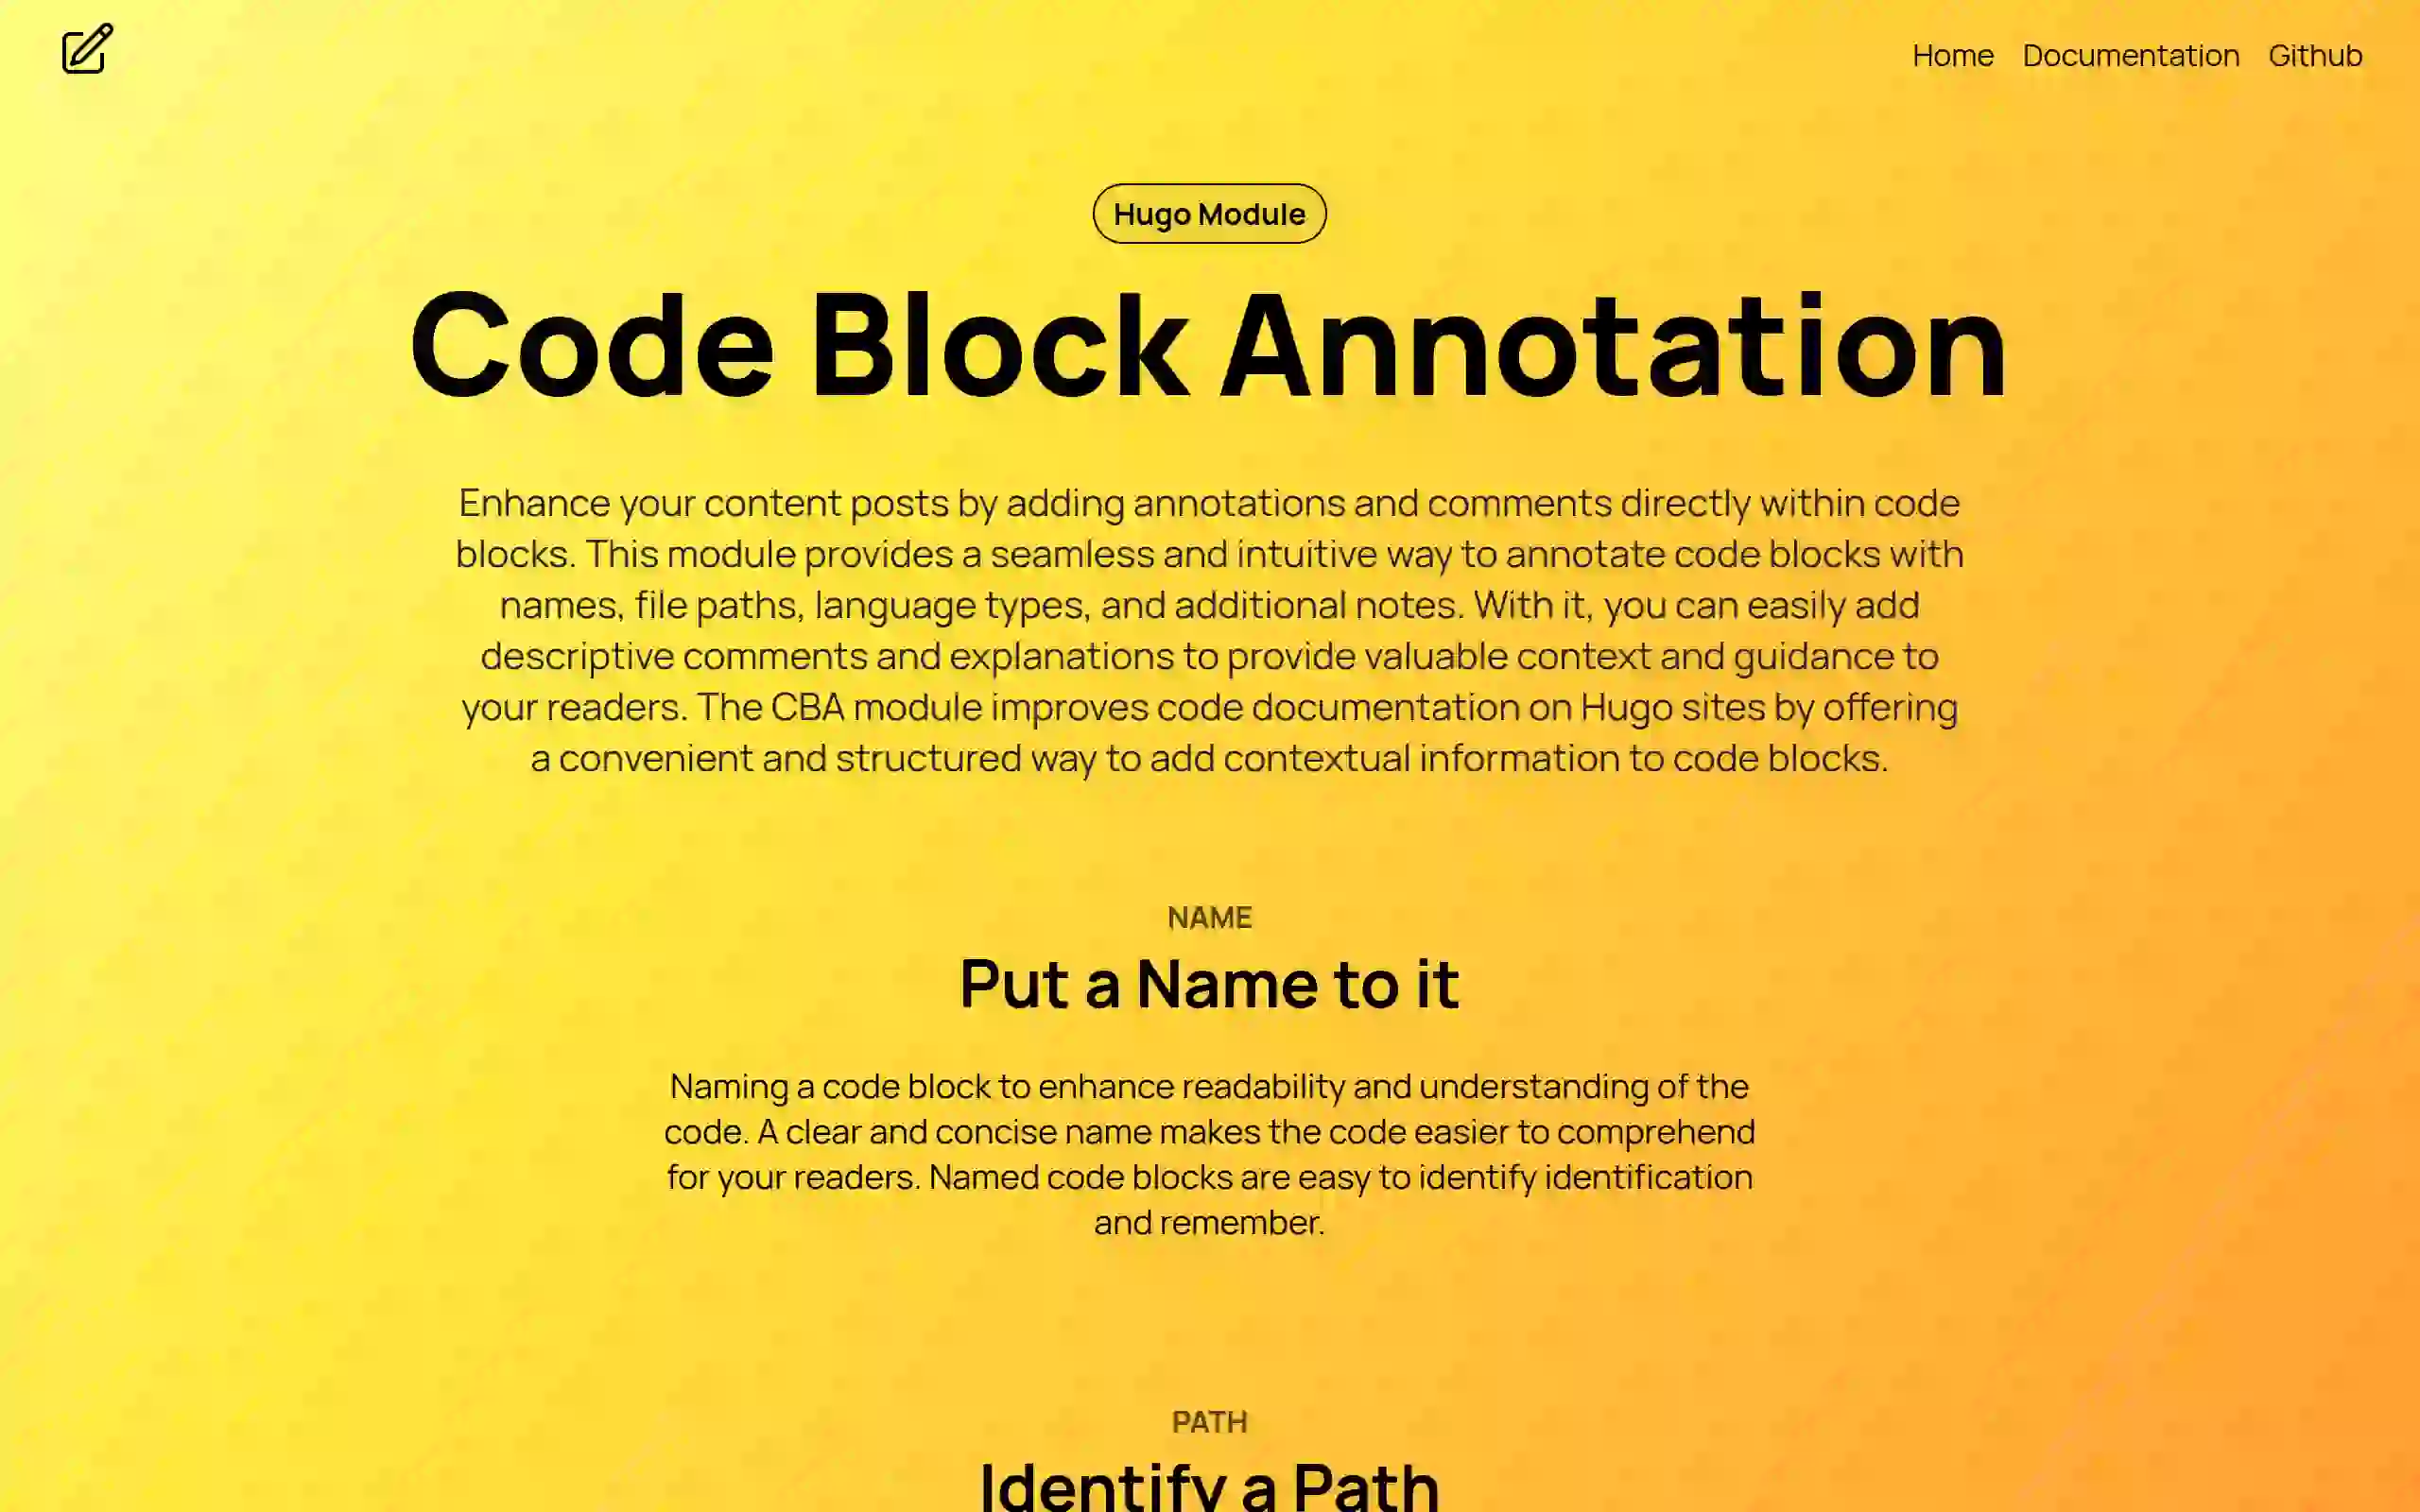 Home Documentation Github
Hugo Module
Code Block Annotation
Enhance your content posts by adding annotations and comments directly within code
blocks. This module provides a seamless and intuitive way to annotate code blocks with
names, file paths, language types, and additional notes. With it, you can easily add
descriptive comments and explanations to provide valuable context and guidance to
your readers. The CBA module improves code documentation on Hugo sites by offering
a convenient and structured way to add contextual information to code blocks.
NAME
Put a Name to it
Naming a code block to enhance readability and understanding of the
code. A clear and concise name makes the code easier to comprehend
for your readers. Named code blocks are easy to identify identification
and remember.
PATH
Identify a Path